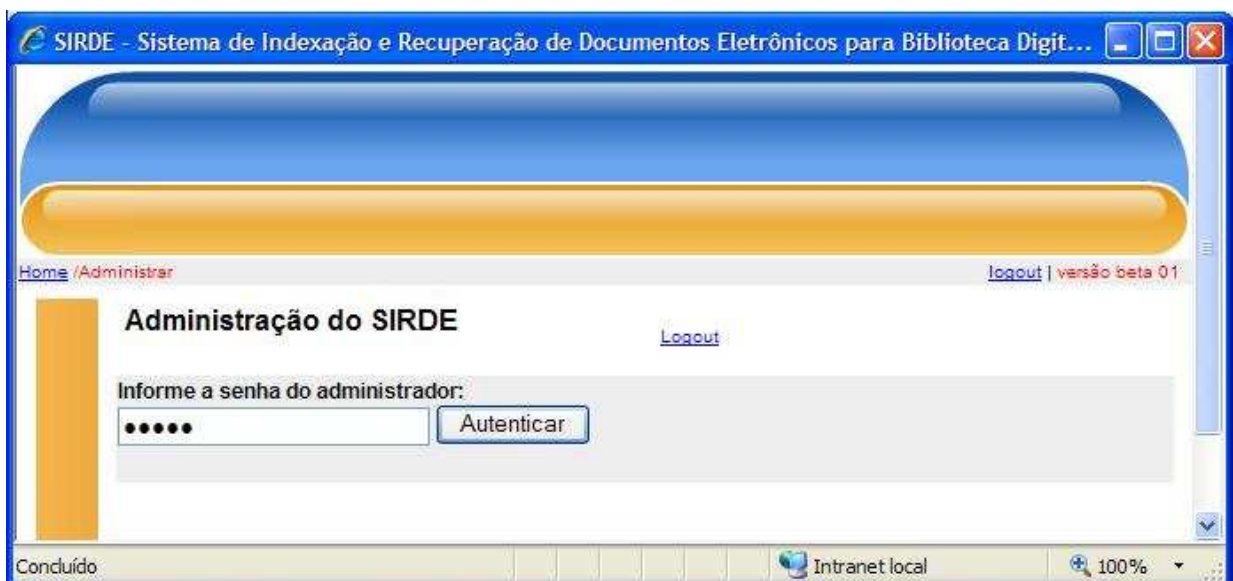 SIRDE - Sistema de Indexação e Recuperação de Documentos Eletrônicos para Biblioteca Digit...
Home /Administrar logout | versão beta 01
Administração do SIRDE
Logout
Informe a senha do administrador:
••••• Autenticar
Concluído Intranet local 100%